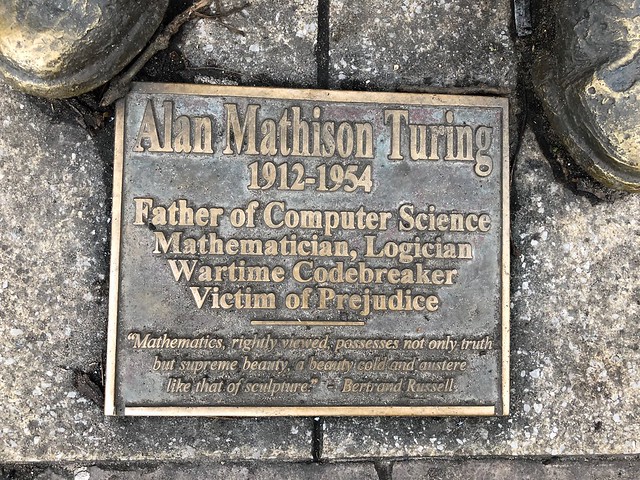 Alan Mathison Turing
1912-1954
Father of Computer Science
Mathematician, Logician
Wartime Codebreaker
Victim of Prejudice
"Mathematics, rightly viewed, possesses not only truth
but supreme beauty, a beauty cold and austere
like that of sculpture." - Bertrand Russell